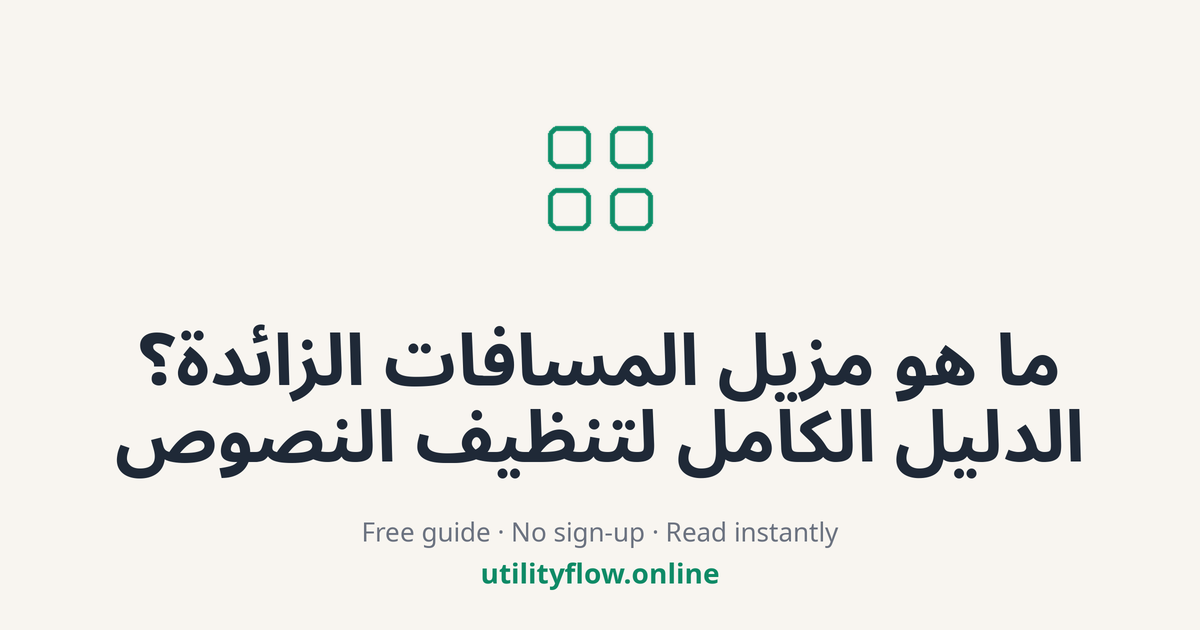 ما هو مزيل المسافات الزائدة؟
الدليل الكامل لتنظيف النصوص
Free guide · No sign-up · Read instantly
utilityflow.online